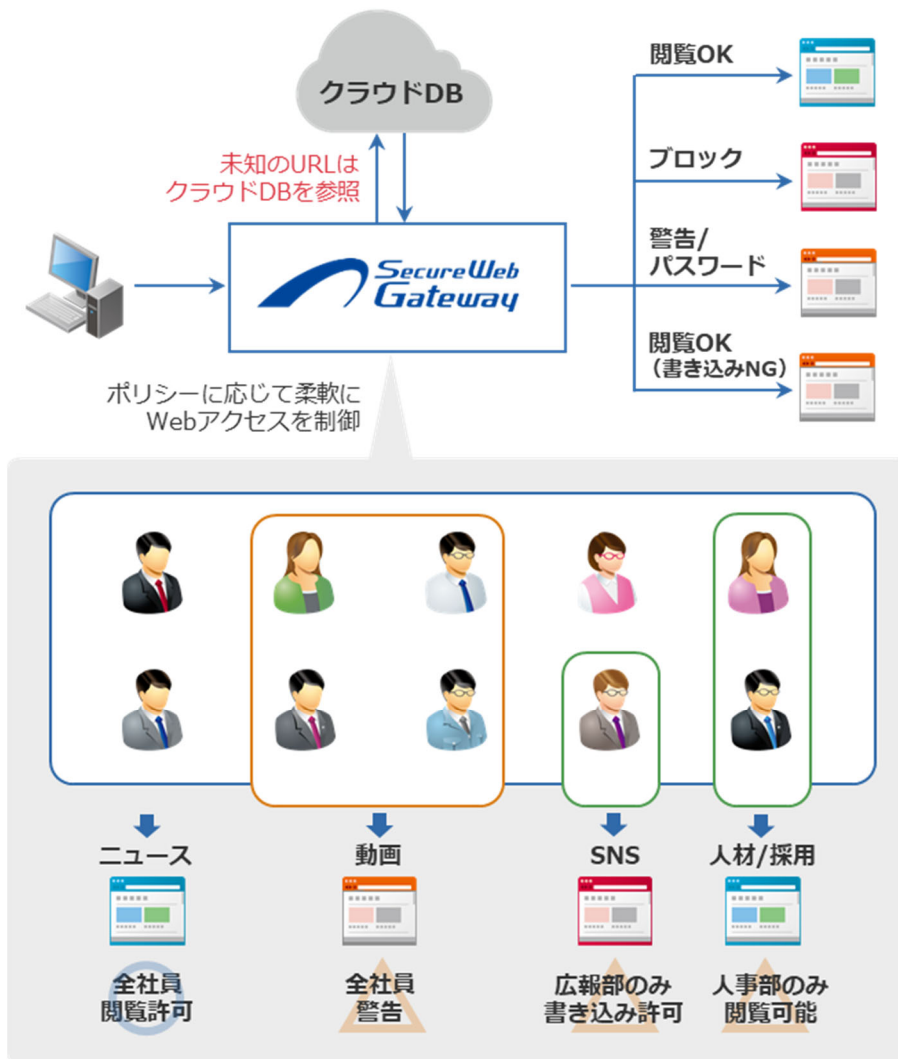 クラウドDB
未知のURLは
クラウドDBを参照
SecureWeb
Gateway
閲覧OK
ブロック
警告/
パスワード
閲覧OK
（書き込みNG）
ポリシーに応じて柔軟に
Webアクセスを制御
ニュース
動画
SNS
人材/採用
全社員
閲覧許可
全社員
警告
広報部のみ
書き込み許可
人事部のみ
閲覧可能